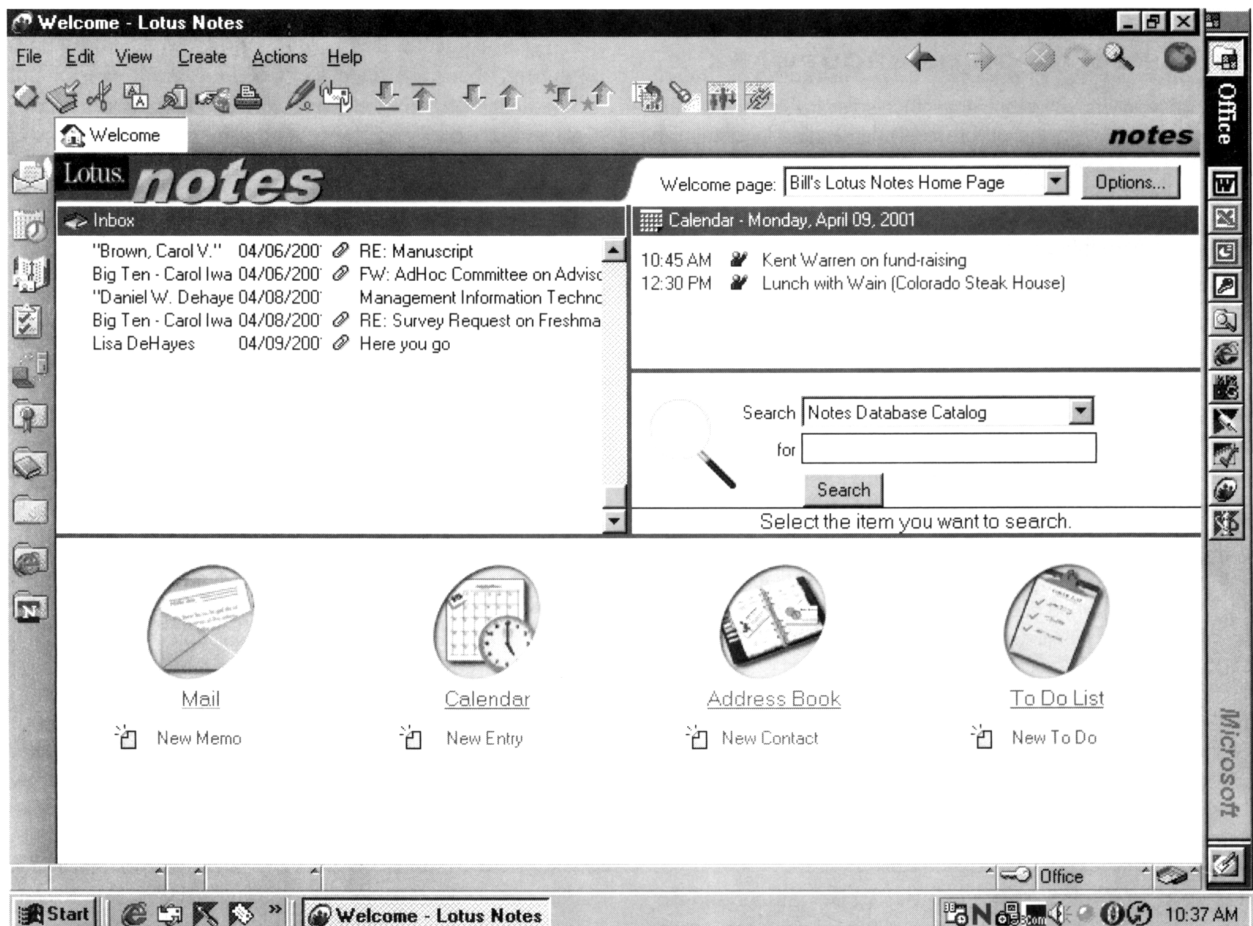 Welcome - Lotus Notes
File Edit View Create Actions Help
Welcome
notes
Lotus. notes
Welcome page: Bill's Lotus Notes Home Page Options...
Inbox
"Brown, Carol V." 04/06/200 RE: Manuscript
Big Ten - Carol Iwa 04/06/200 FW: AdHoc Committee on Adviso
"Daniel W. Dehaye 04/08/200 Management Information Techno
Big Ten - Carol Iwa 04/08/200 RE: Survey Request on Freshma
Lisa DeHayes 04/09/200 Here you go
Calendar - Monday, April 09, 2001
10:45 AM Kent Warren on fund-raising
12:30 PM Lunch with Wain (Colorado Steak House)
Search Notes Database Catalog
for
Search
Select the item you want to search.
Mail Calendar Address Book To Do List
New Memo New Entry New Contact New To Do
Office
Start Welcome - Lotus Notes 10:37 AM
Office
Microsoft